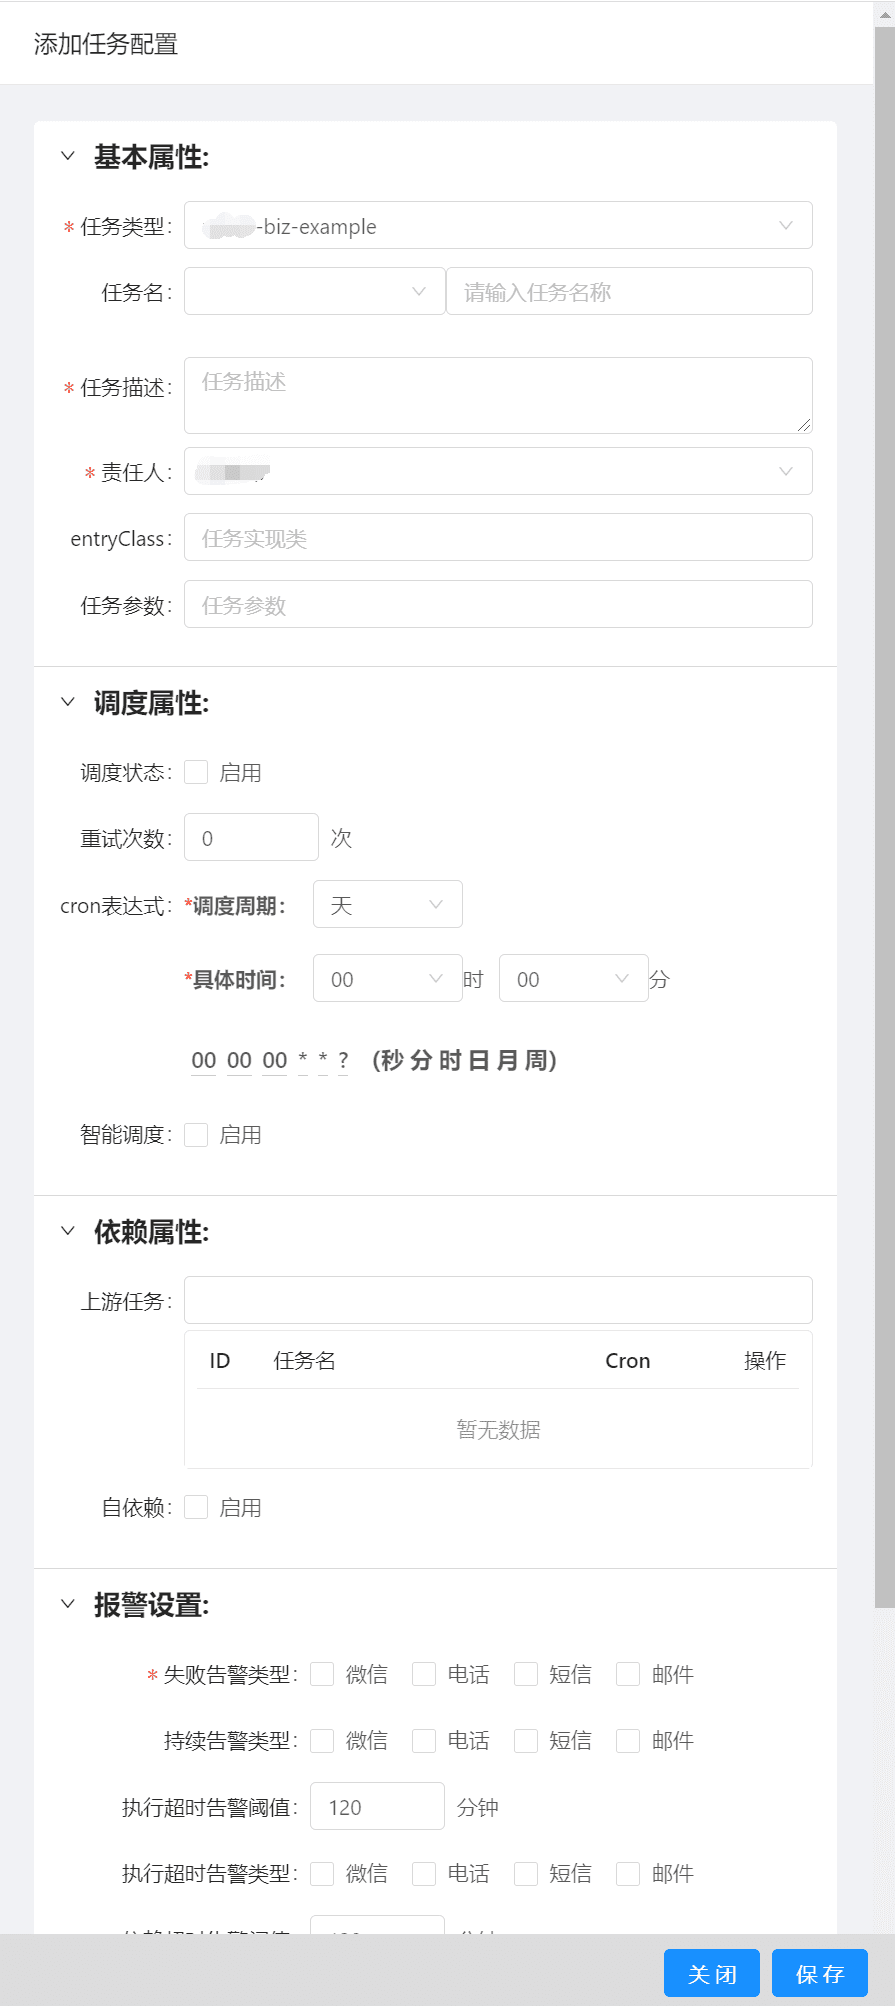 添加任务配置
基本属性:
* 任务类型: -biz-example
任务名: 请输入任务名称
* 任务描述: 任务描述
* 责任人:
entryClass: 任务实现类
任务参数: 任务参数
调度属性:
调度状态: 启用
重试次数: 0 次
cron表达式: *调度周期: 天
*具体时间: 00 时 00 分
00 00 00 * * ? (秒 分 时 日 月 周)
智能调度: 启用
依赖属性:
上游任务:
ID 任务名 Cron 操作
暂无数据
自依赖: 启用
报警设置:
* 失败告警类型: 微信 电话 短信 邮件
持续告警类型: 微信 电话 短信 邮件
执行超时告警阈值: 120 分钟
执行超时告警类型: 微信 电话 短信 邮件
关 闭 保 存